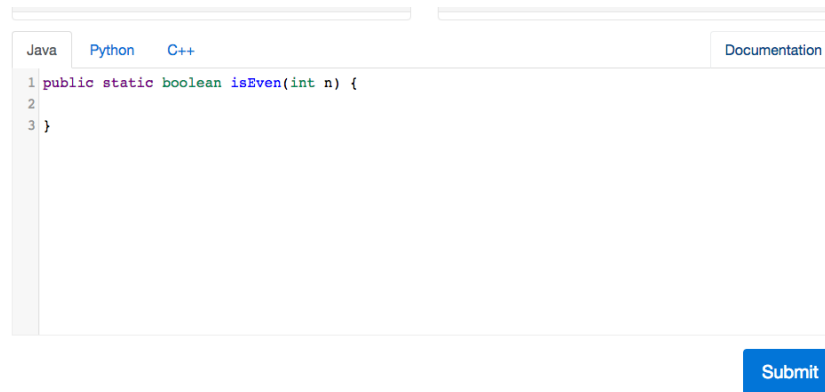 Java Python C++ Documentation
1 public static boolean isEven(int n) {
2
3 }
Submit